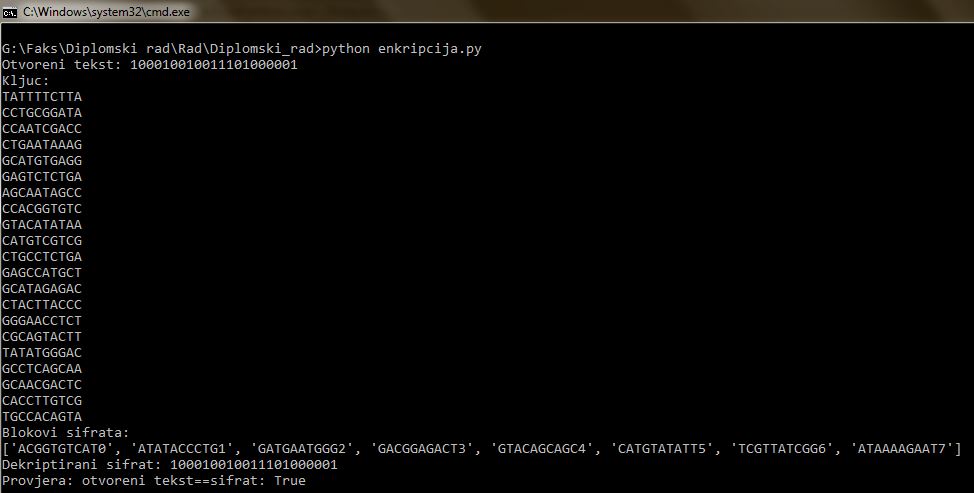 C:\Windows\system32\cmd.exe
G:\Faks\Diplomski rad\Rad\Diplomski_rad>python enkripcija.py
Otvoreni tekst: 100010010011101000001
Kljuc:
TATTTTCTTA
CCTGCGGATA
CCAATCGACC
CTGAATAAAG
GCATGTGAGG
GAGTCTCTGA
AGCAATAGCC
CCACGGTGTC
GTACATATAA
CATGTCGTCG
CTGCCTCTGA
GAGCCATGCT
GCATAGAGAC
CTACTTACCC
GGGAACCTCT
CGCAGTACTT
TATATGGGAC
GCCTCAGCAA
GCAACGACTC
CACCTTGTCG
TGCCACAGTA
Blokovi sifrata:
['ACGGTGTCAT0', 'ATATACCCTG1', 'GATGAATGGG2', 'GACGGAGACT3', 'GTACAGCAGC4', 'CATGTATATT5', 'TCGTTATCGG6', 'ATAAAAGAAT7']
Dekriptirani sifrat: 100010010011101000001
Provjera: otvoreni tekst==sifrat: True